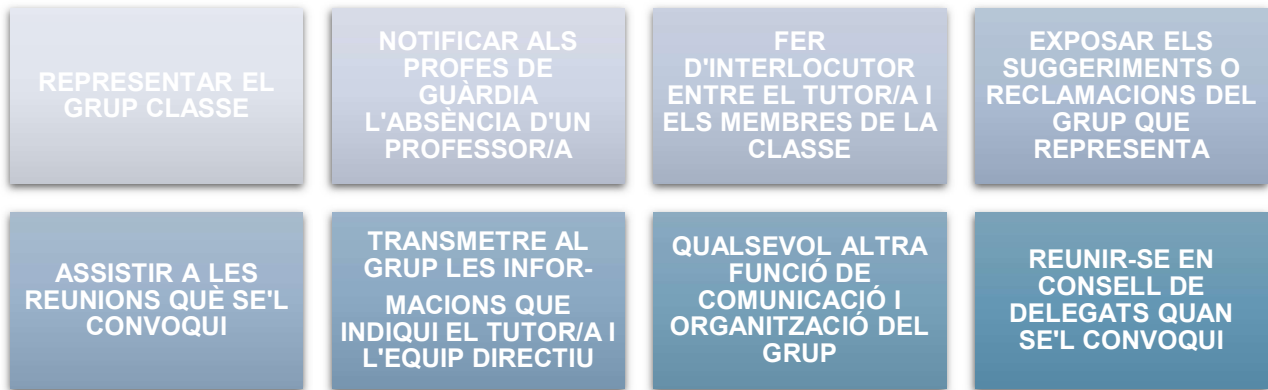 REPRESENTAR EL
GRUP CLASSE
NOTIFICAR ALS
PROFES DE
GUÀRDIA
L'ABSÈNCIA D'UN
PROFESSOR/A
FER
D'INTERLOCUTOR
ENTRE EL TUTOR/A I
ELS MEMBRES DE LA
CLASSE
EXPOSAR ELS
SUGGERIMENTS O
RECLAMACIONS DEL
GRUP QUE
REPRESENTA
ASSISTIR A LES
REUNIONS QUÈ SE'L
CONVOQUI
TRANSMETRE AL
GRUP LES INFOR-
MACIONS QUE
INDIQUI EL TUTOR/A I
L'EQUIP DIRECTIU
QUALSEVOL ALTRA
FUNCIÓ DE
COMUNICACIÓ I
ORGANITZACIÓ DEL
GRUP
REUNIR-SE EN
CONSELL DE
DELEGATS QUAN
SE'L CONVOQUI